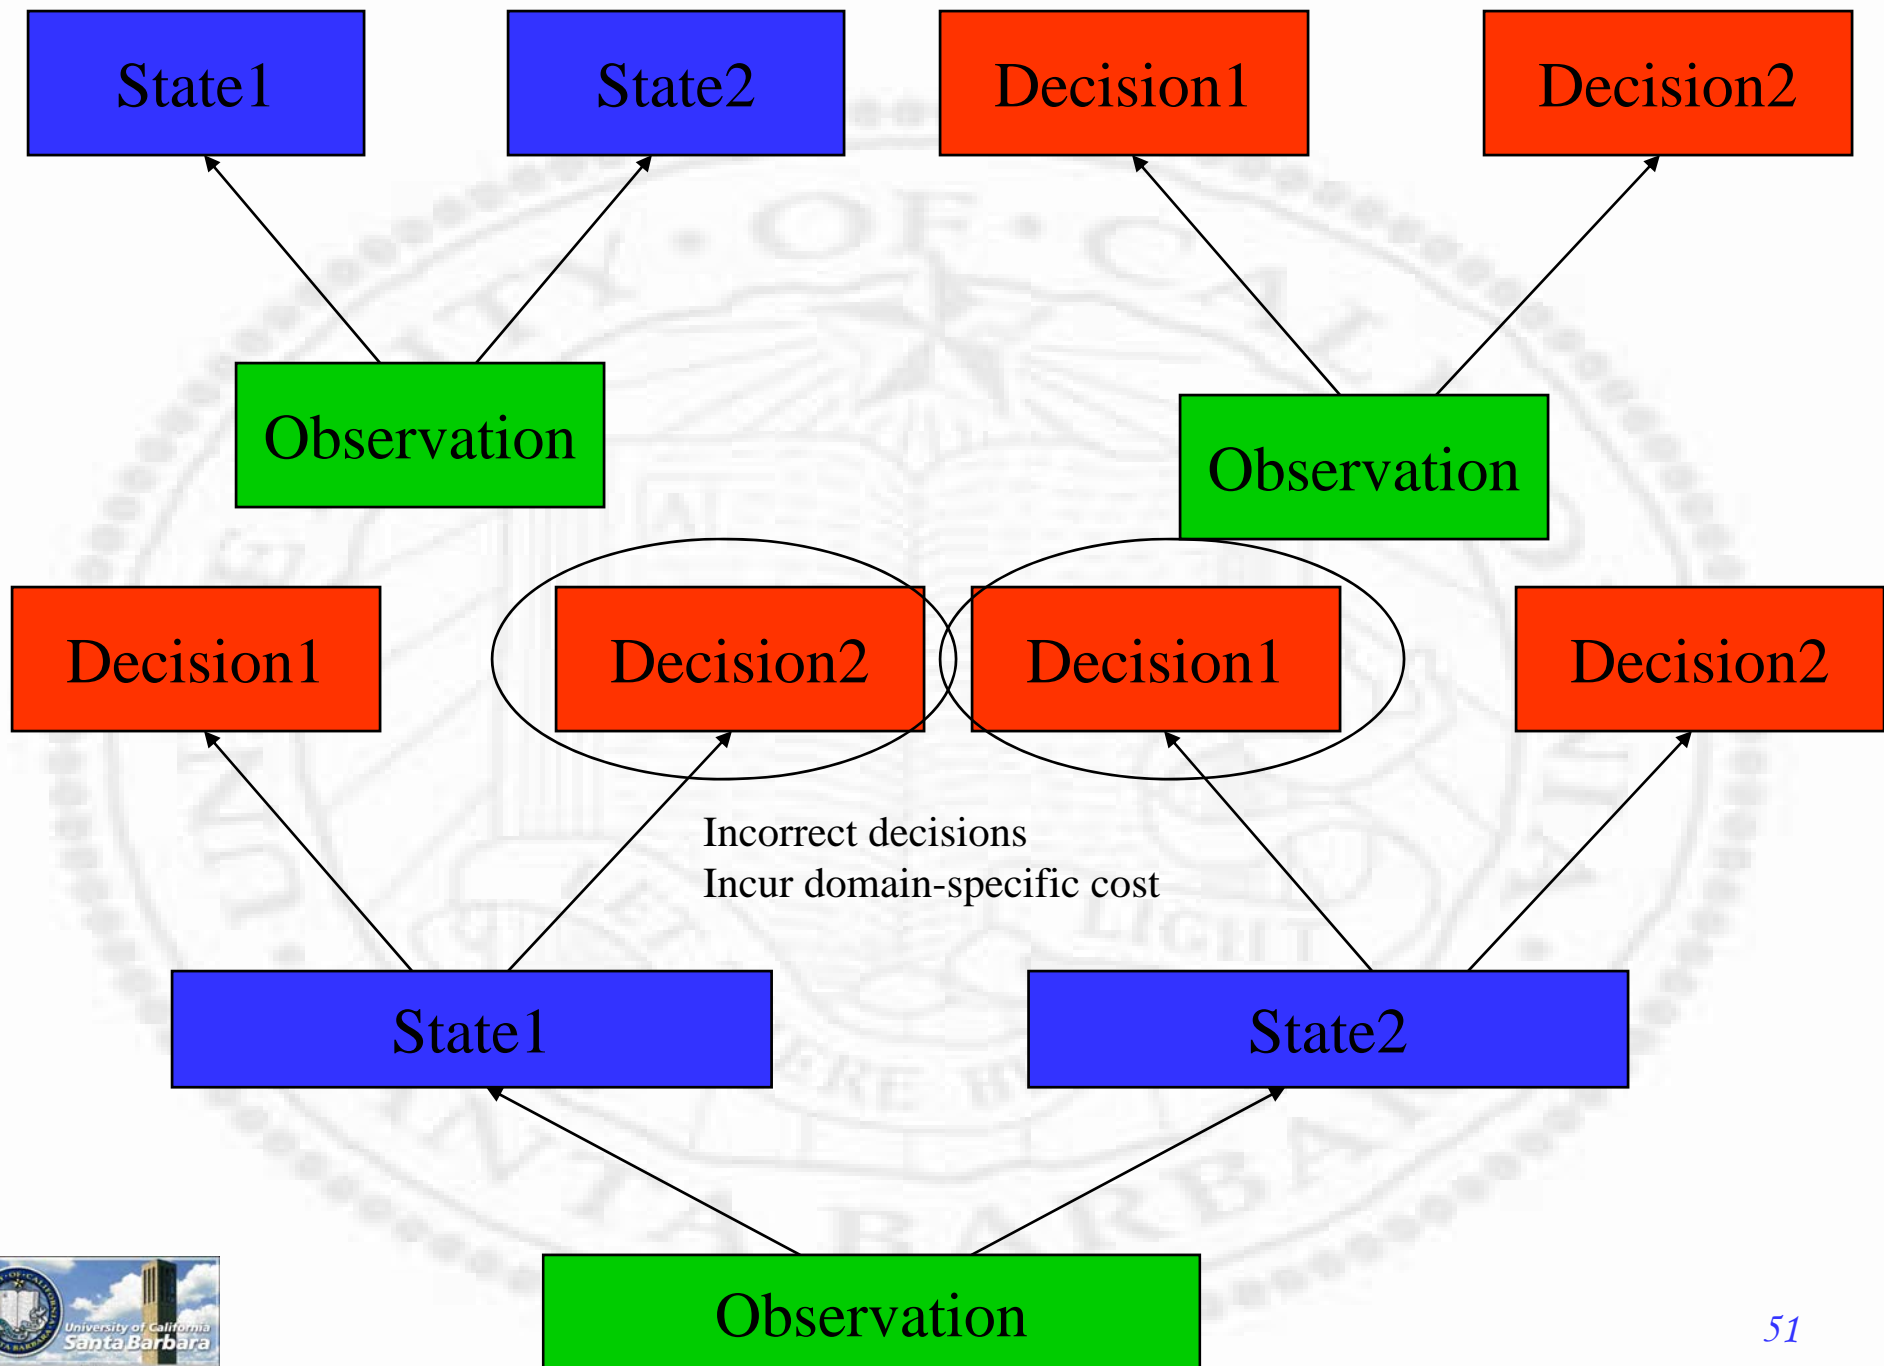 State1
State2
Decision1
Decision2
Observation
Observation
Decision1
Decision2
Decision1
Decision2
Incorrect decisions
Incur domain-specific cost
State1
State2
Observation
University of California
Santa Barbara
51